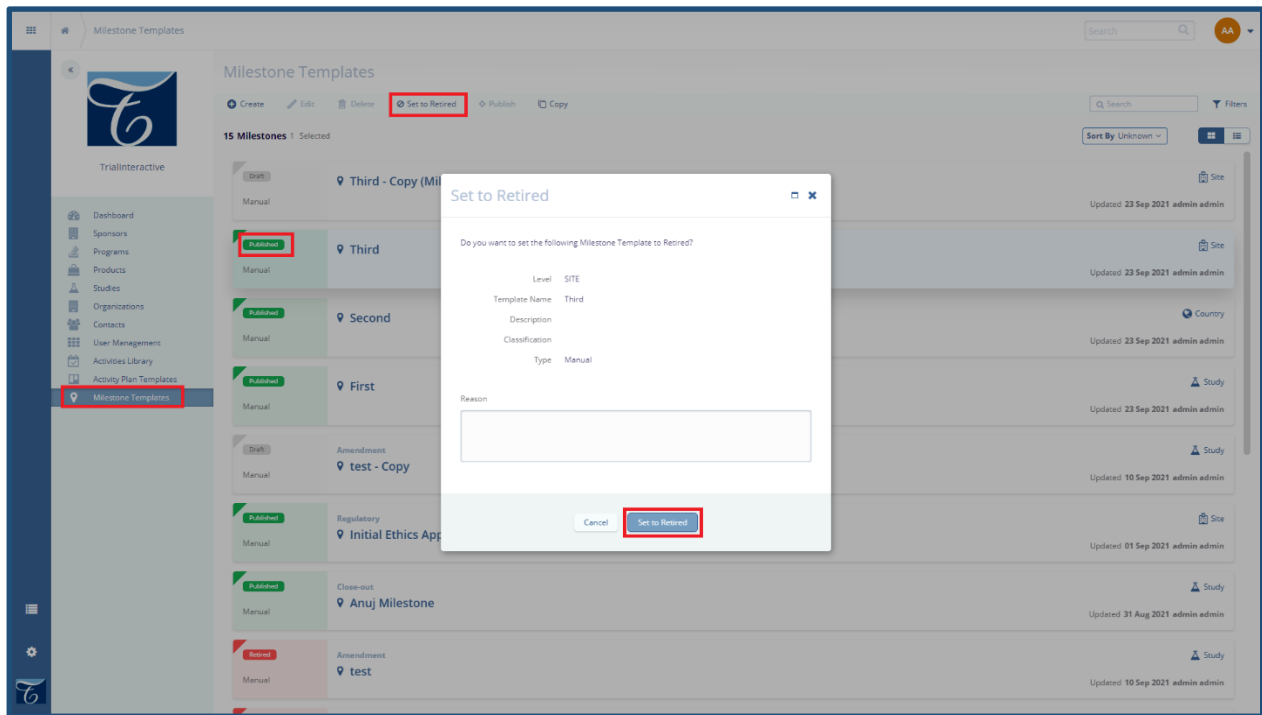 Milestone Templates
Search
AA
Trialinteractive
Dashboard
Sponsors
Programs
Products
Studies
Organizations
Contacts
User Management
Activities Library
Activity Plan Templates
Milestone Templates
Milestone Templates
Create Edit Delete Set to Retired Publish Copy
Search Filters
15 Milestones 1 Selected
Sort By Unknown
Draft
Manual
Third - Copy (Mil
Site
Updated 23 Sep 2021 admin admin
Published
Manual
Third
Site
Updated 23 Sep 2021 admin admin
Published
Manual
Second
Country
Updated 23 Sep 2021 admin admin
Published
Manual
First
Study
Updated 23 Sep 2021 admin admin
Draft
Manual
Amendment
test - Copy
Study
Updated 10 Sep 2021 admin admin
Published
Manual
Regulatory
Initial Ethics App
Site
Updated 01 Sep 2021 admin admin
Published
Manual
Close-out
Anuj Milestone
Study
Updated 31 Aug 2021 admin admin
Retired
Manual
Amendment
test
Study
Updated 10 Sep 2021 admin admin
Set to Retired
Do you want to set the following Milestone Template to Retired?
Level SITE
Template Name Third
Description
Classification
Type Manual
Reason
Cancel Set to Retired